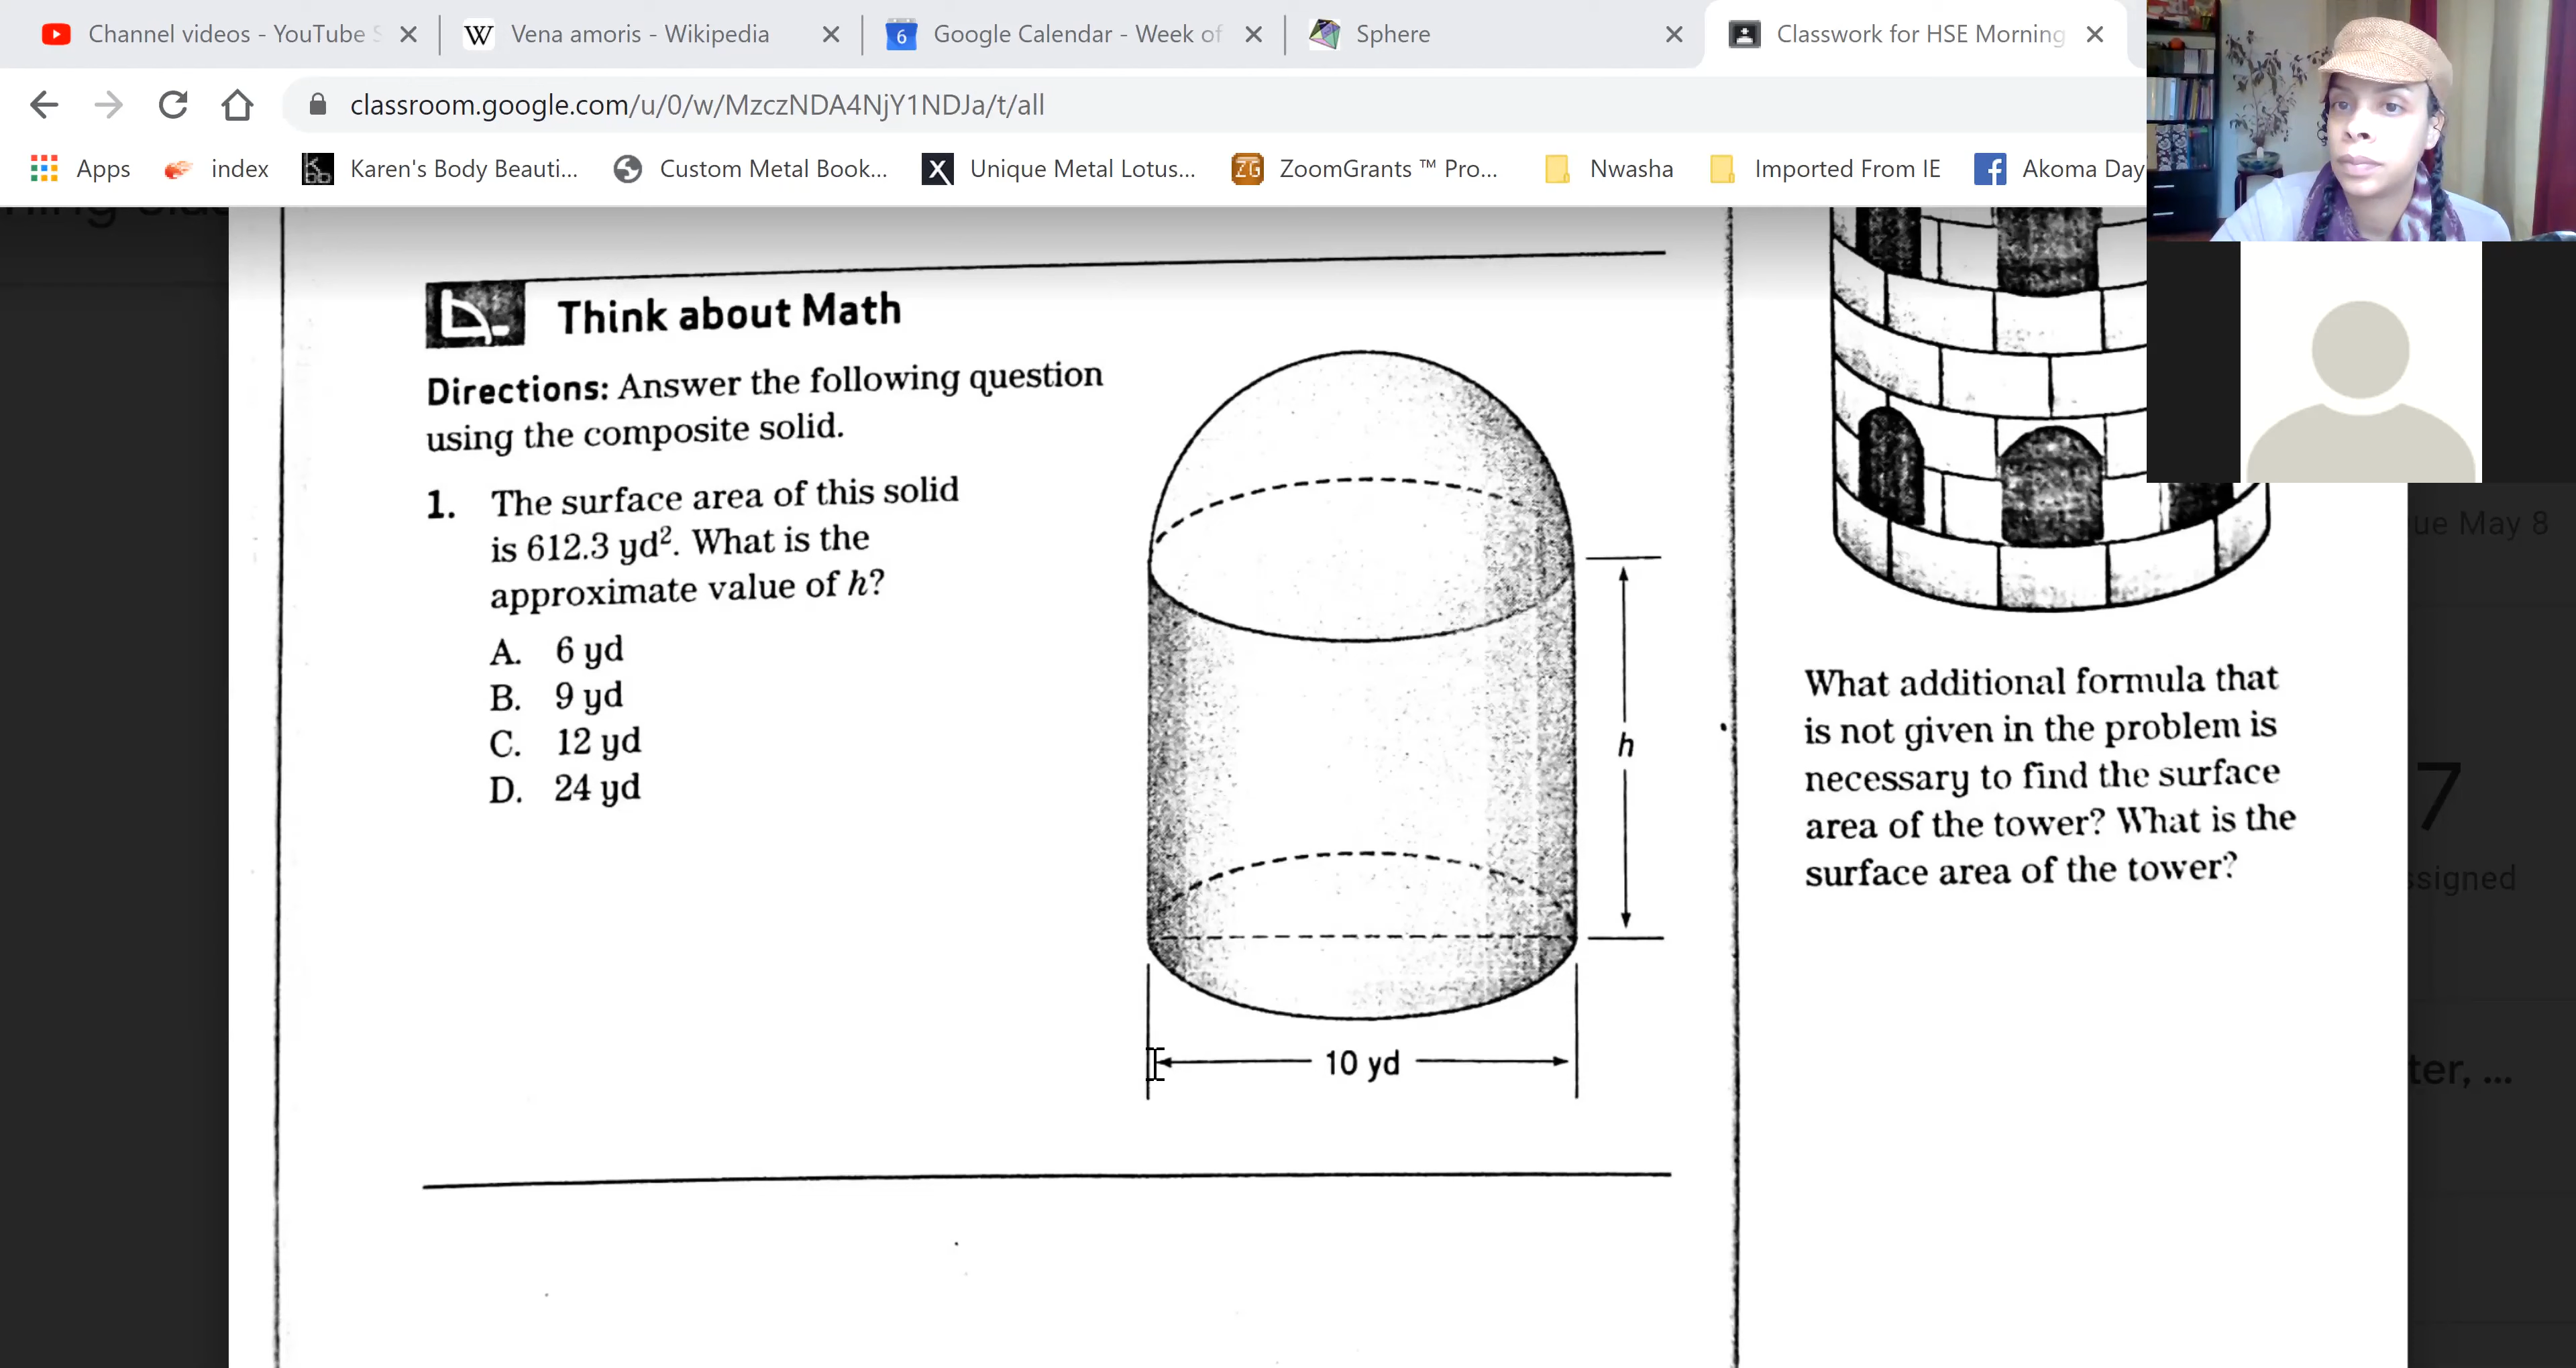 Channel videos - YouTube S
Vena amoris - Wikipedia
6
Google Calendar - Week of
Sphere
Classwork for HSE Morning
classroom.google.com/u/0/w/MzczNDA4NjY1NDJa/t/all
Apps
index
Karen's Body Beauti...
Custom Metal Book...
Unique Metal Lotus...
ZG
ZoomGrants ™ Pro...
Nwasha
Imported From IE
Akoma Day
Think about Math
Directions: Answer the following question
using the composite solid.
1. The surface area of this solid
is 612.3 yd². What is the
approximate value of h?
A. 6 yd
B. 9 yd
C. 12 yd
D. 24 yd
h
10 yd
What additional formula that
is not given in the problem is
necessary to find the surface
area of the tower? What is the
surface area of the tower?
ue May 8
7
ssigned
ter, ...